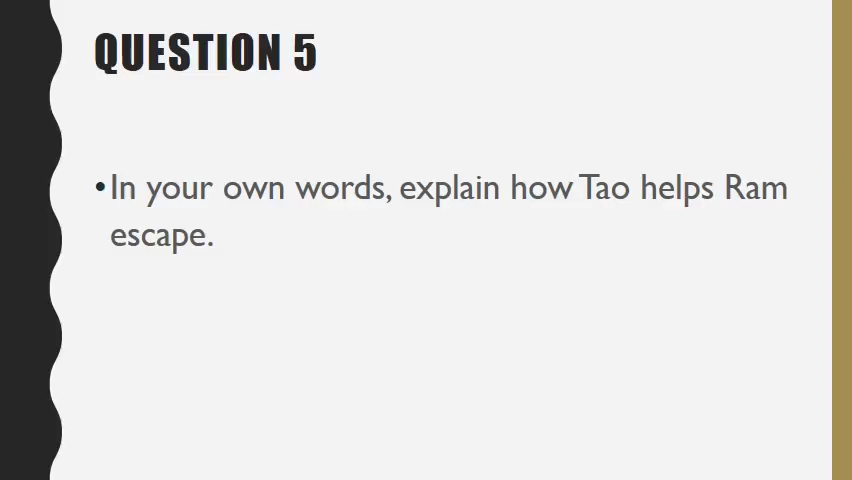 QUESTION 5
•In your own words, explain how Tao helps Ram
escape.